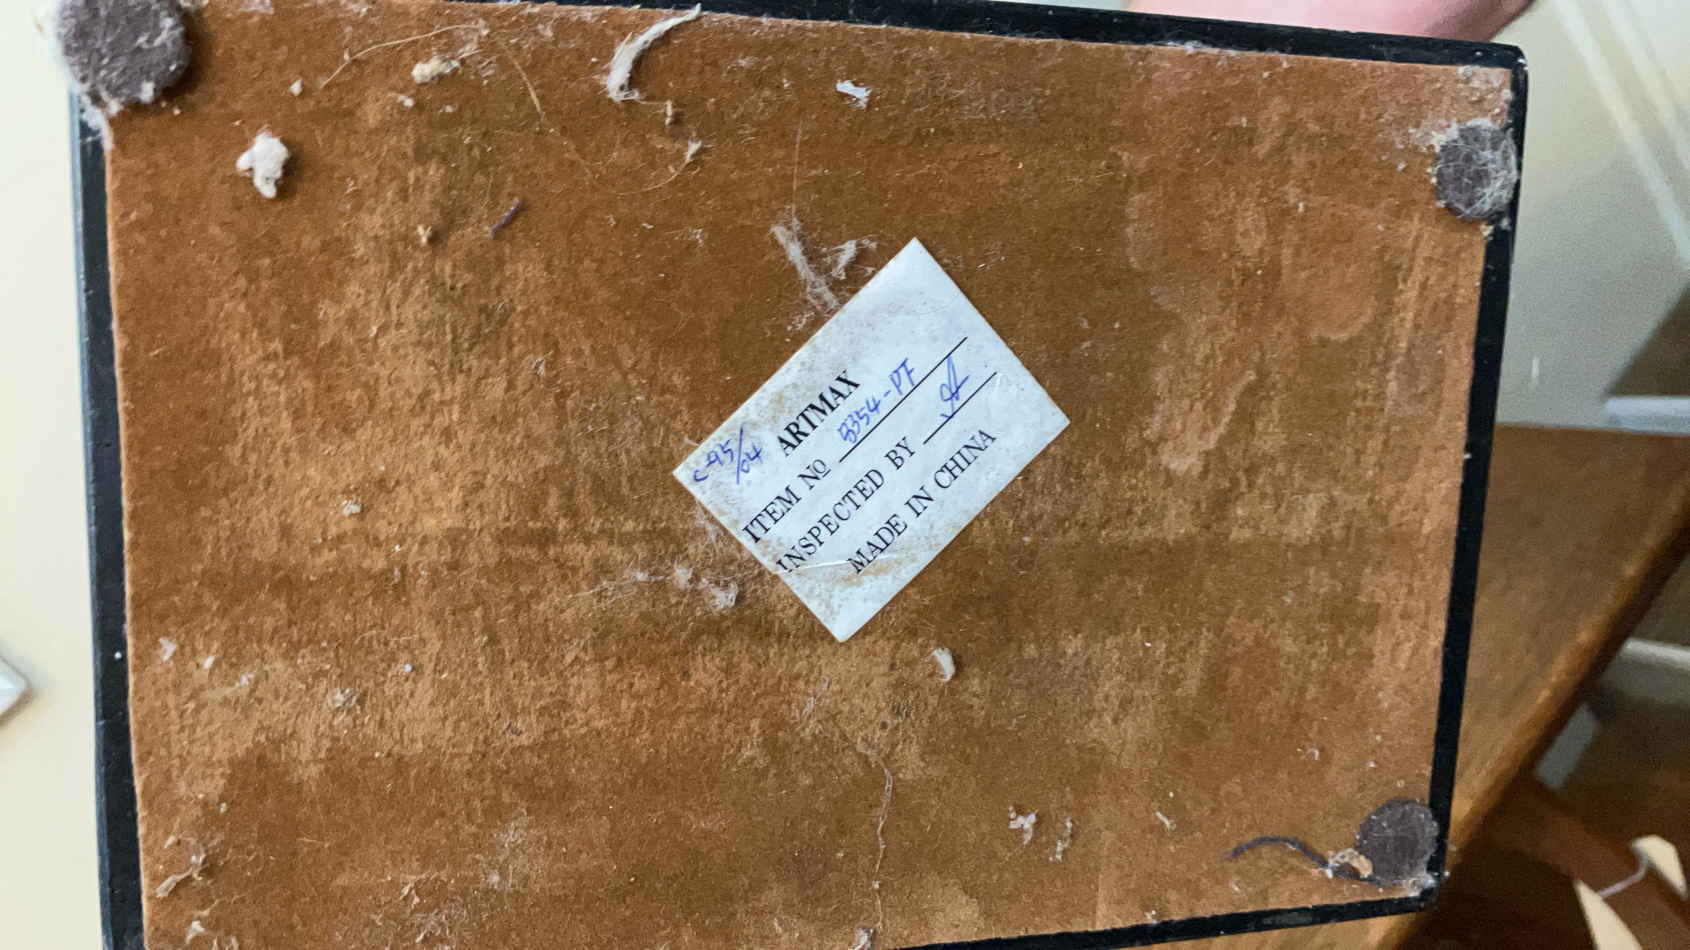 C-95/04 ARTMAX
ITEM NO 5354-PF
INSPECTED BY
MADE IN CHINA